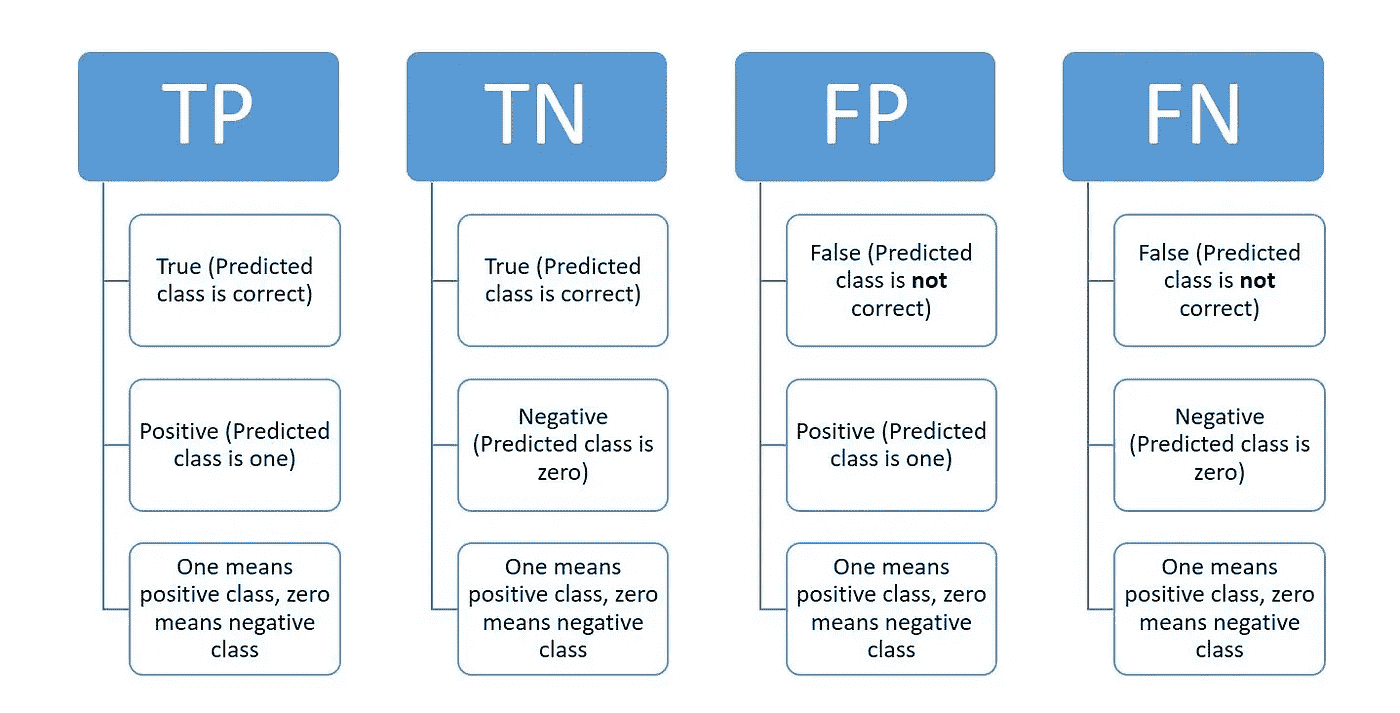 TP
True (Predicted
class is correct)
Positive (Predicted
class is one)
One means
positive class, zero
means negative
class
TN
True (Predicted
class is correct)
Negative
(Predicted class is
zero)
One means
positive class, zero
means negative
class
FP
False (Predicted
class is not
correct)
Positive (Predicted
class is one)
One means
positive class, zero
means negative
class
FN
False (Predicted
class is not
correct)
Negative
(Predicted class is
zero)
One means
positive class, zero
means negative
class